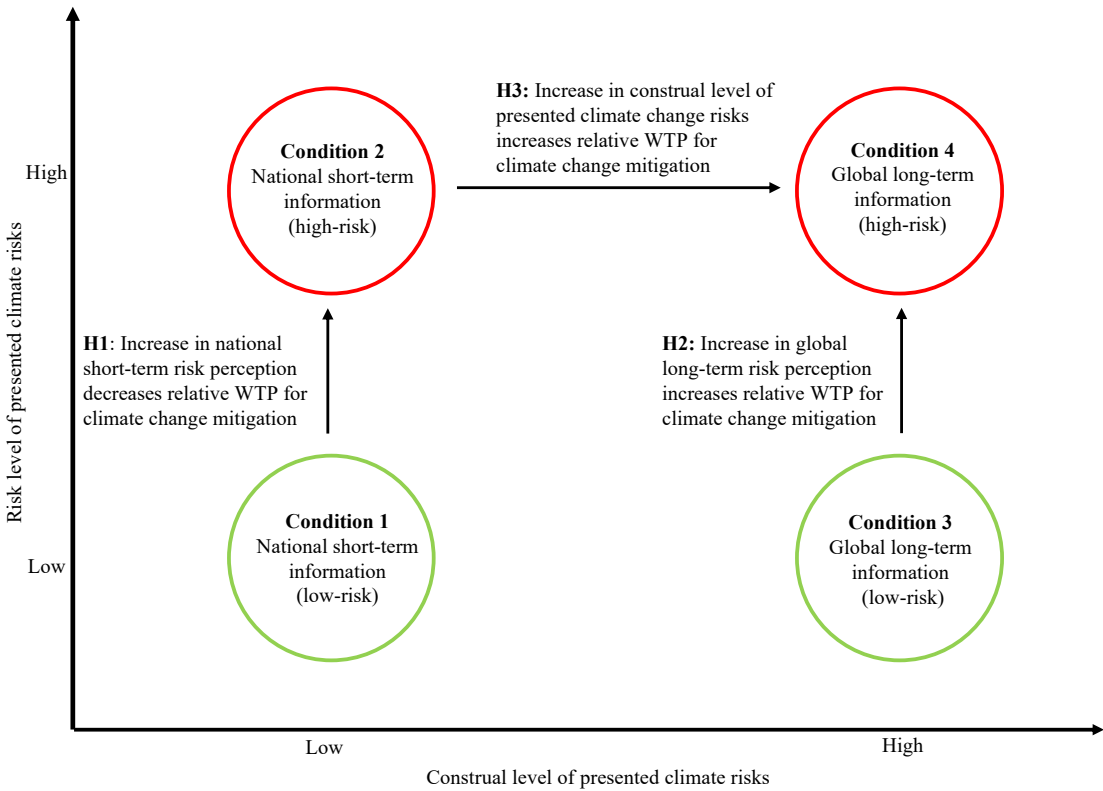 H3: Increase in construal level of
presented climate change risks
increases relative WTP for
climate change mitigation
High
Condition 2
National short-term
information
(high-risk)
Condition 4
Global long-term
information
(high-risk)
Risk level of presented climate risks
H1: Increase in national
short-term risk perception
decreases relative WTP for
climate change mitigation
H2: Increase in global
long-term risk perception
increases relative WTP for
climate change mitigation
Low
Condition 1
National short-term
information
(low-risk)
Condition 3
Global long-term
information
(low-risk)
Low
High
Construal level of presented climate risks